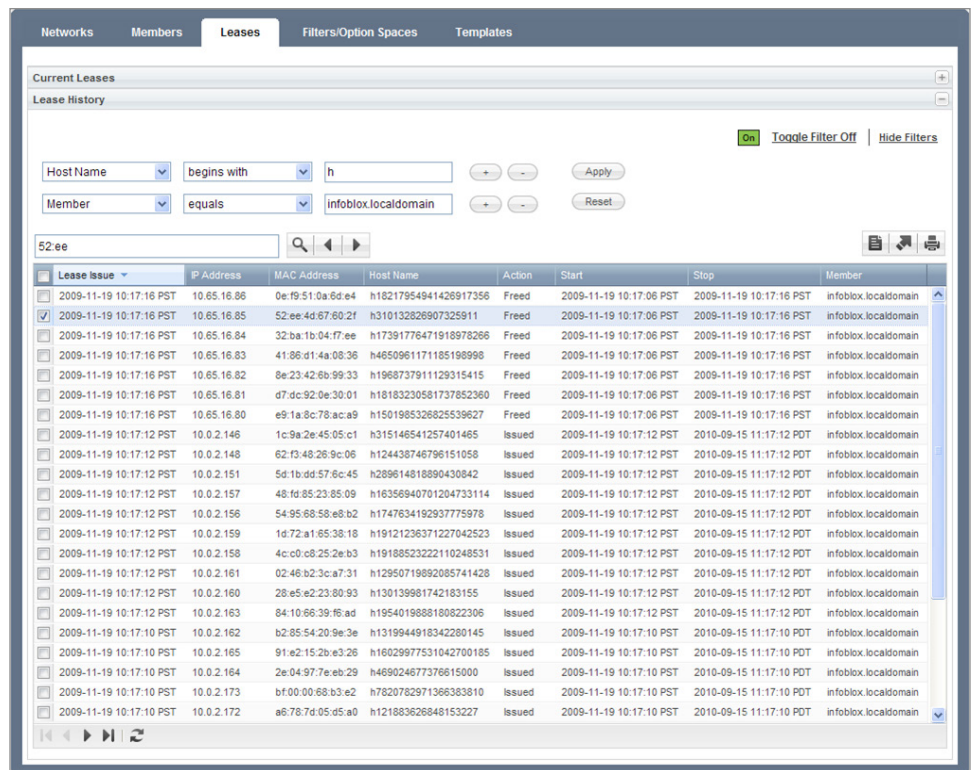 Networks Members Leases Filters/Option Spaces Templates
Current Leases
Lease History
On Toggle Filter Off Hide Filters
Host Name begins with h + - Apply
Member equals infoblox.localdomain + - Reset
52:ee
Lease Issue IP Address MAC Address Host Name Action Start Stop Member
2009-11-19 10:17:16 PST 10.65.16.86 0e:f9:51:0a:6d:e4 h18217954941426917356 Freed 2009-11-19 10:17:06 PST 2009-11-19 10:17:16 PST infoblox.localdomain
2009-11-19 10:17:16 PST 10.65.16.85 52:ee:4d:67:60:2f h310132826907325911 Freed 2009-11-19 10:17:06 PST 2009-11-19 10:17:16 PST infoblox.localdomain
2009-11-19 10:17:16 PST 10.65.16.84 32:ba:1b:04:f7:ee h173917764719189 78266 Freed 2009-11-19 10:17:06 PST 2009-11-19 10:17:16 PST infoblox.localdomain
2009-11-19 10:17:16 PST 10.65.16.83 41:86:d1:4a:08:36 h4650961171185198998 Freed 2009-11-19 10:17:06 PST 2009-11-19 10:17:16 PST infoblox.localdomain
2009-11-19 10:17:16 PST 10.65.16.82 8e:23:42:6b:99:33 h1968737911129315415 Freed 2009-11-19 10:17:06 PST 2009-11-19 10:17:16 PST infoblox.localdomain
2009-11-19 10:17:16 PST 10.65.16.81 d7:dc:92:0e:30:01 h18183230581737852360 Freed 2009-11-19 10:17:06 PST 2009-11-19 10:17:16 PST infoblox.localdomain
2009-11-19 10:17:16 PST 10.65.16.80 e9:1a:8c:78:ac:a9 h1501985326825539627 Freed 2009-11-19 10:17:06 PST 2009-11-19 10:17:16 PST infoblox.localdomain
2009-11-19 10:17:12 PST 10.0.2.146 1c:9a:2e:45:05:c1 h315146541257401465 Issued 2009-11-19 10:17:12 PST 2010-09-15 11:17:12 PDT infoblox.localdomain
2009-11-19 10:17:12 PST 10.0.2.148 62:f3:48:26:9c:06 h124438746796151058 Issued 2009-11-19 10:17:12 PST 2010-09-15 11:17:12 PDT infoblox.localdomain
2009-11-19 10:17:12 PST 10.0.2.151 5d:1b:dd:57:6c:45 h289614818890430842 Issued 2009-11-19 10:17:12 PST 2010-09-15 11:17:12 PDT infoblox.localdomain
2009-11-19 10:17:12 PST 10.0.2.157 48:fd:85:23:85:09 h16356940701204733114 Issued 2009-11-19 10:17:12 PST 2010-09-15 11:17:12 PDT infoblox.localdomain
2009-11-19 10:17:12 PST 10.0.2.156 54:95:68:58:e8:b2 h1747634192937775978 Issued 2009-11-19 10:17:12 PST 2010-09-15 11:17:12 PDT infoblox.localdomain
2009-11-19 10:17:12 PST 10.0.2.159 1d:72:a1:65:38:18 h19121236371227042523 Issued 2009-11-19 10:17:12 PST 2010-09-15 11:17:12 PDT infoblox.localdomain
2009-11-19 10:17:12 PST 10.0.2.158 4c:c0:c8:25:2e:b3 h19188523222110248531 Issued 2009-11-19 10:17:12 PST 2010-09-15 11:17:12 PDT infoblox.localdomain
2009-11-19 10:17:12 PST 10.0.2.161 02:46:b2:3c:a7:31 h12950719892085741428 Issued 2009-11-19 10:17:12 PST 2010-09-15 11:17:12 PDT infoblox.localdomain
2009-11-19 10:17:12 PST 10.0.2.160 28:e5:e2:23:80:93 h130139981742183155 Issued 2009-11-19 10:17:12 PST 2010-09-15 11:17:12 PDT infoblox.localdomain
2009-11-19 10:17:12 PST 10.0.2.163 84:10:66:39:f6:ad h1954019888180822306 Issued 2009-11-19 10:17:12 PST 2010-09-15 11:17:12 PDT infoblox.localdomain
2009-11-19 10:17:10 PST 10.0.2.162 b2:85:54:20:9e:3e h1319944918342280145 Issued 2009-11-19 10:17:10 PST 2010-09-15 11:17:10 PDT infoblox.localdomain
2009-11-19 10:17:10 PST 10.0.2.165 91:e2:15:2b:e3:26 h16029977531042700185 Issued 2009-11-19 10:17:10 PST 2010-09-15 11:17:10 PDT infoblox.localdomain
2009-11-19 10:17:10 PST 10.0.2.164 2e:04:97:7e:eb:29 h469024677376615000 Issued 2009-11-19 10:17:10 PST 2010-09-15 11:17:10 PDT infoblox.localdomain
2009-11-19 10:17:10 PST 10.0.2.173 bf:00:00:68:b3:e2 h7820782971366383810 Issued 2009-11-19 10:17:10 PST 2010-09-15 11:17:10 PDT infoblox.localdomain
2009-11-19 10:17:10 PST 10.0.2.172 a6:78:7d:05:d5:a0 h121883626848153227 Issued 2009-11-19 10:17:10 PST 2010-09-15 11:17:10 PDT infoblox.localdomain